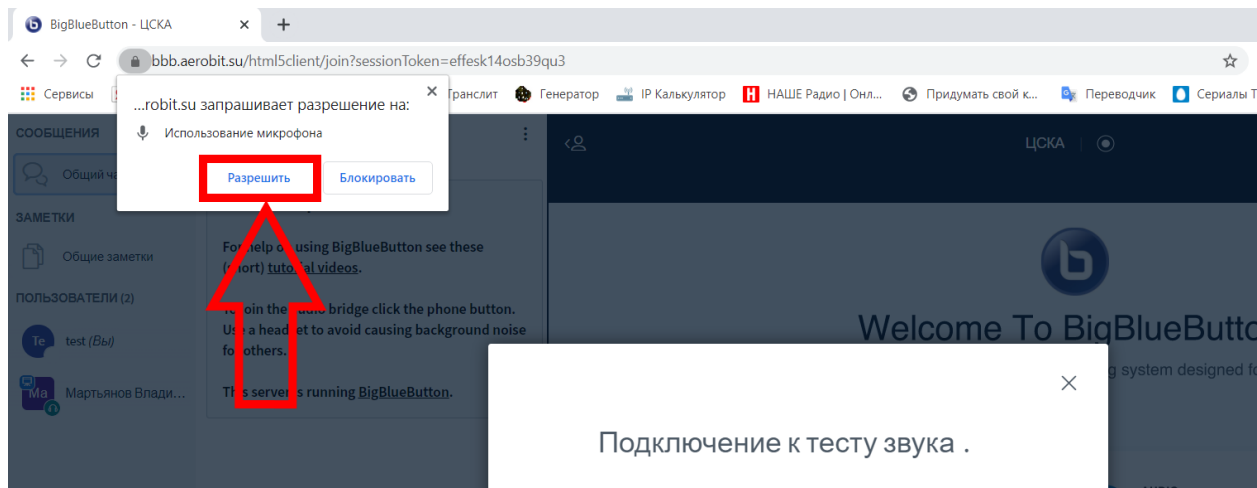 BigBlueButton - ЦСКА
bbb.aerobit.su/html5client/join?sessionToken=effesk14osb39qu3
Сервисы
Транслит
Генератор
IP Калькулятор
НАШЕ Радио | Онл...
Придумать свой к...
Переводчик
Сериалы
...robit.su запрашивает разрешение на:
Использование микрофона
Разрешить
Блокировать
СООБЩЕНИЯ
Общий
ЗАМЕТКИ
Общие заметки
ПОЛЬЗОВАТЕЛИ (2)
Te
test (Вы)
Ма
Мартьянов Влади...
For help on using BigBlueButton see these
(short) tutorial videos.
To join the audio bridge click the phone button.
Use a headset to avoid causing background noise
for others.
This server is running BigBlueButton.
ЦСКА
b
Welcome To BigBlueButto
g system designed fo
Подключение к тесту звука .